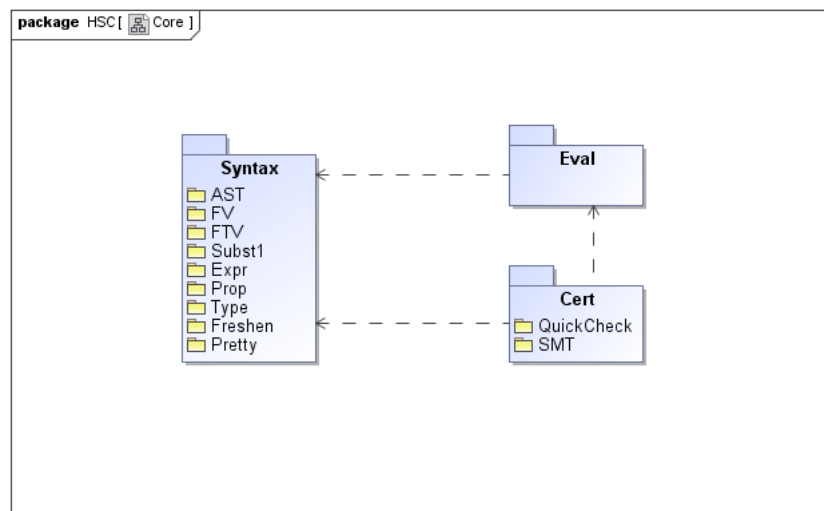 package HSC[ Core ]
Syntax
AST
FV
FTV
Subst1
Expr
Prop
Type
Freshen
Pretty
Eval
Cert
QuickCheck
SMT